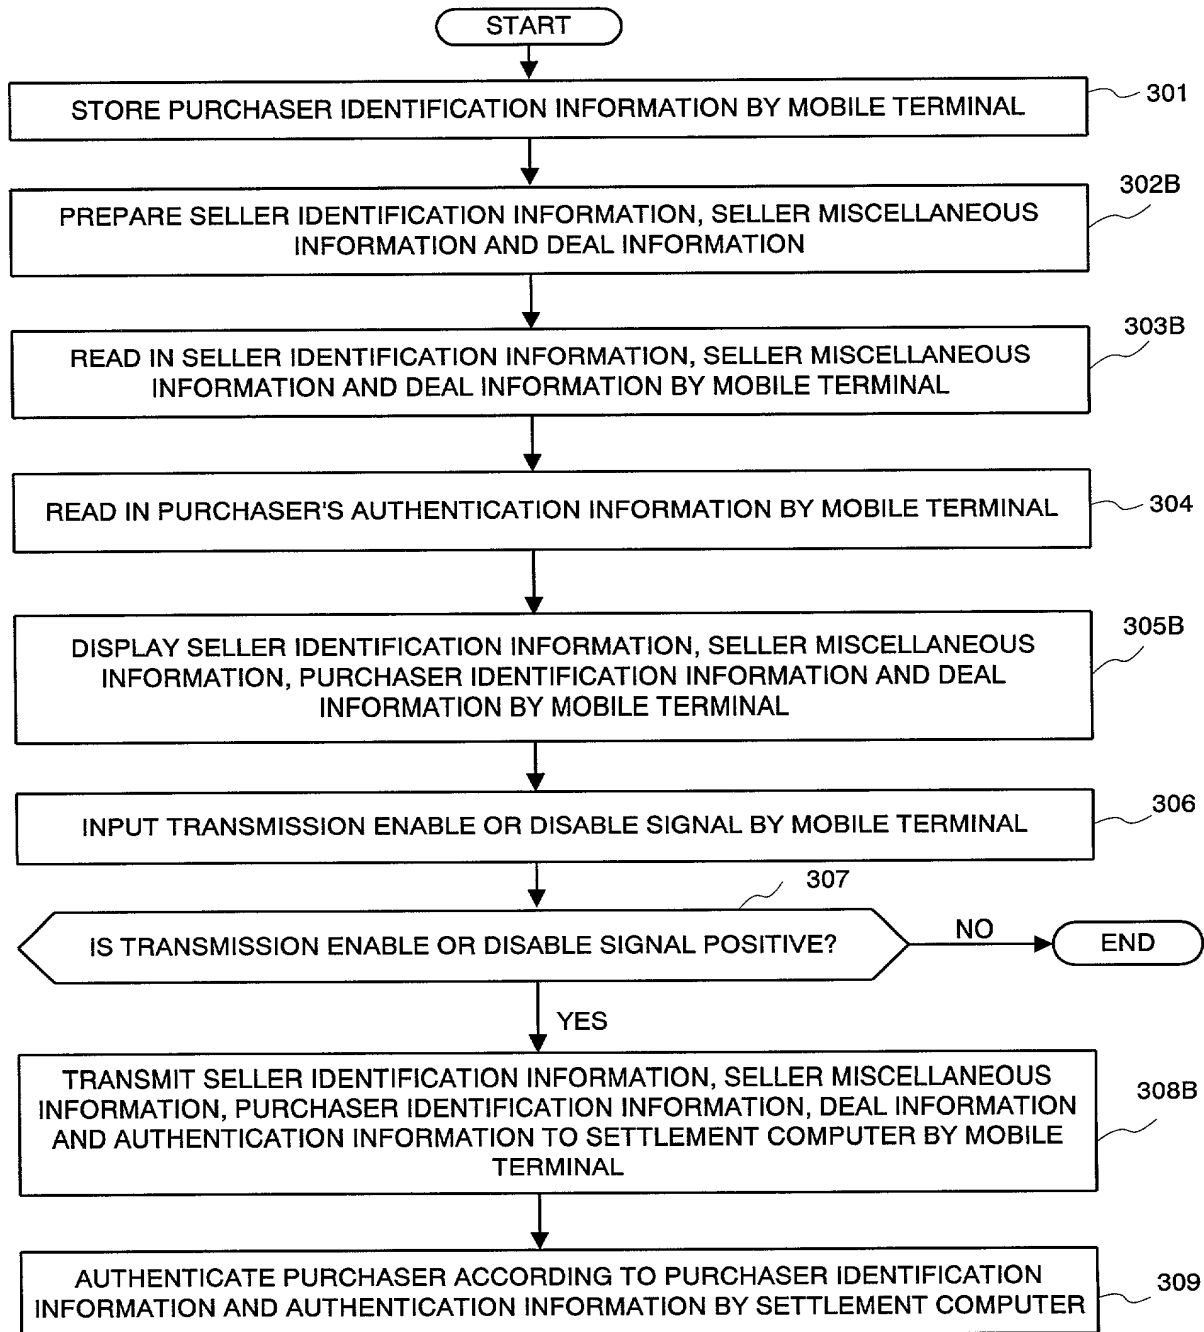 START
STORE PURCHASER IDENTIFICATION INFORMATION BY MOBILE TERMINAL
301
302B
PREPARE SELLER IDENTIFICATION INFORMATION, SELLER MISCELLANEOUS
INFORMATION AND DEAL INFORMATION
303B
READ IN SELLER IDENTIFICATION INFORMATION, SELLER MISCELLANEOUS
INFORMATION AND DEAL INFORMATION BY MOBILE TERMINAL
READ IN PURCHASER'S AUTHENTICATION INFORMATION BY MOBILE TERMINAL
304
305B
DISPLAY SELLER IDENTIFICATION INFORMATION, SELLER MISCELLANEOUS
INFORMATION, PURCHASER IDENTIFICATION INFORMATION AND DEAL
INFORMATION BY MOBILE TERMINAL
306
INPUT TRANSMISSION ENABLE OR DISABLE SIGNAL BY MOBILE TERMINAL
307
IS TRANSMISSION ENABLE OR DISABLE SIGNAL POSITIVE?
NO
END
YES
TRANSMIT SELLER IDENTIFICATION INFORMATION, SELLER MISCELLANEOUS
INFORMATION, PURCHASER IDENTIFICATION INFORMATION, DEAL INFORMATION
AND AUTHENTICATION INFORMATION TO SETTLEMENT COMPUTER BY MOBILE
TERMINAL
308B
AUTHENTICATE PURCHASER ACCORDING TO PURCHASER IDENTIFICATION
INFORMATION AND AUTHENTICATION INFORMATION BY SETTLEMENT COMPUTER
309